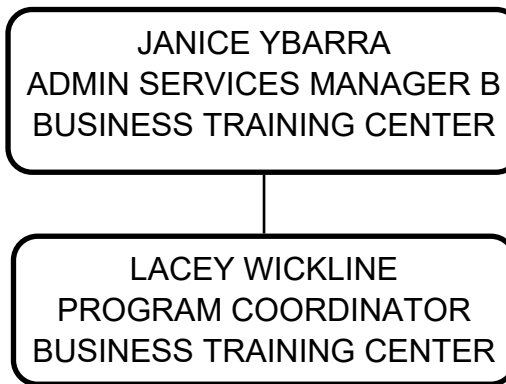 JANICE YBARRA
ADMIN SERVICES MANAGER B
BUSINESS TRAINING CENTER
LACEY WICKLINE
PROGRAM COORDINATOR
BUSINESS TRAINING CENTER